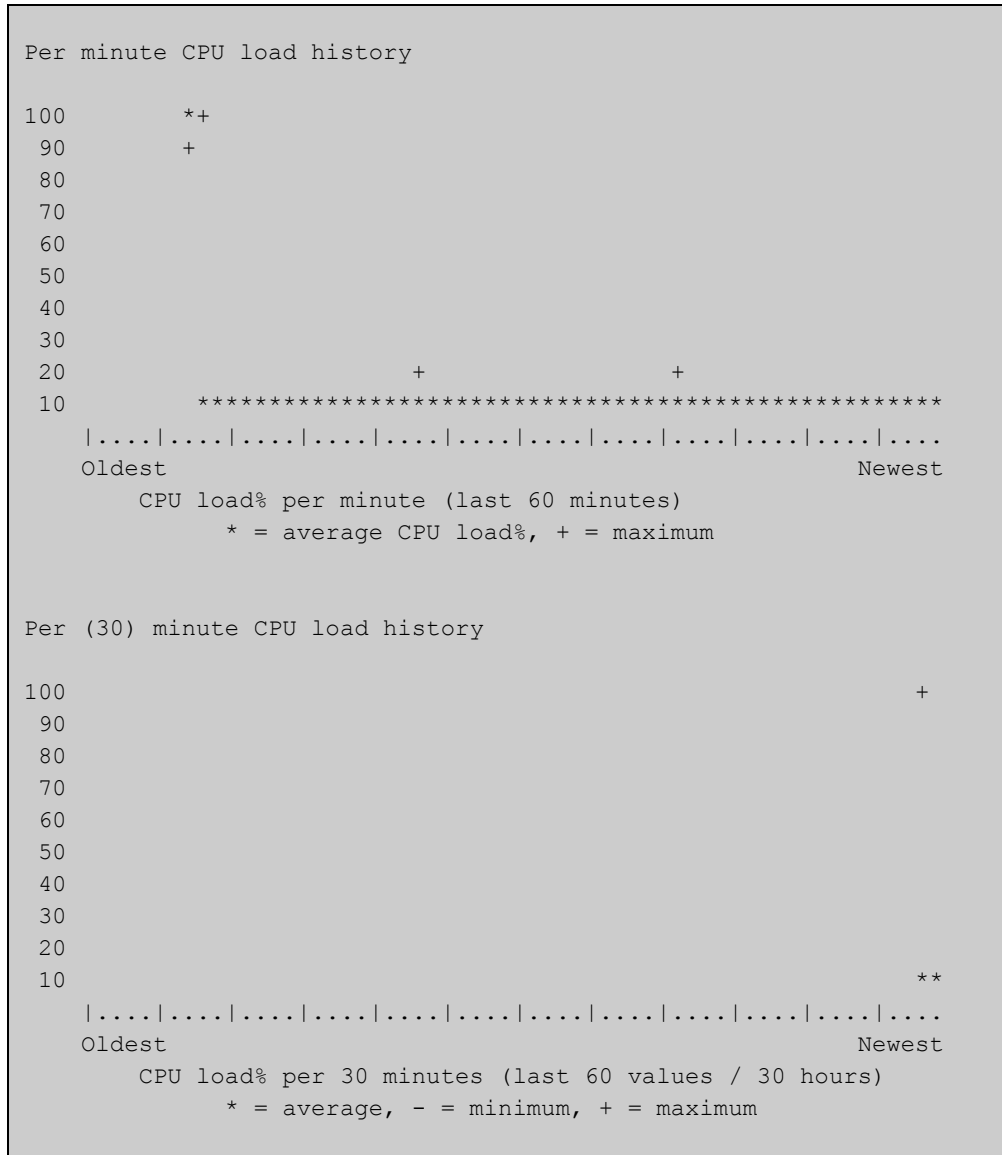 Per minute CPU load history
100        *+
 90        +
 80
 70
 60
 50
 40
 30
 20                        +                 +
 10         ****************************************************
    |....|....|....|....|....|....|....|....|....|....|....|....
    Oldest                                                Newest
        CPU load% per minute (last 60 minutes)
              * = average CPU load%, + = maximum
Per (30) minute CPU load history
100                                                           +
 90
 80
 70
 60
 50
 40
 30
 20
 10                                                           **
    |....|....|....|....|....|....|....|....|....|....|....|....
    Oldest                                                Newest
        CPU load% per 30 minutes (last 60 values / 30 hours)
              * = average, - = minimum, + = maximum